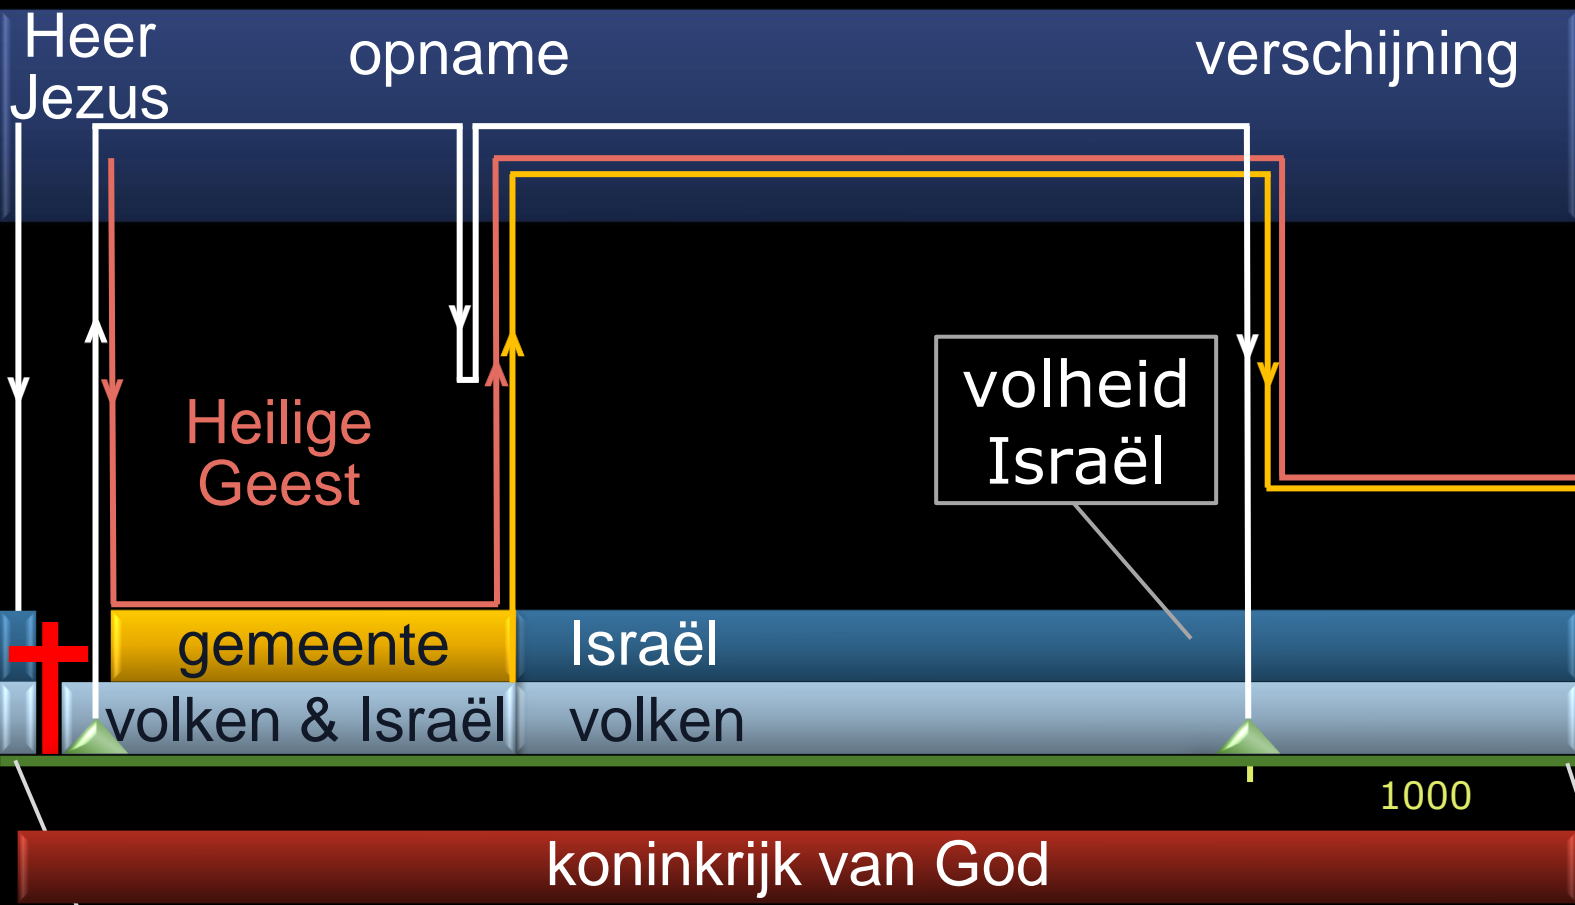 Heer
Jezus
opname
verschijning
Heilige
Geest
volheid
Israël
gemeente
Israël
volken & Israël
volken
1000
koninkrijk van God